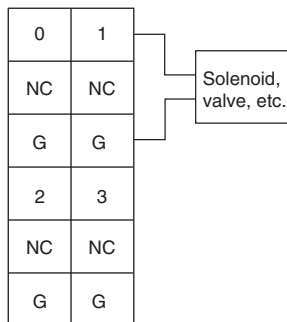 0 1
NC NC
G G
2 3
NC NC
G G
Solenoid,
valve, etc.